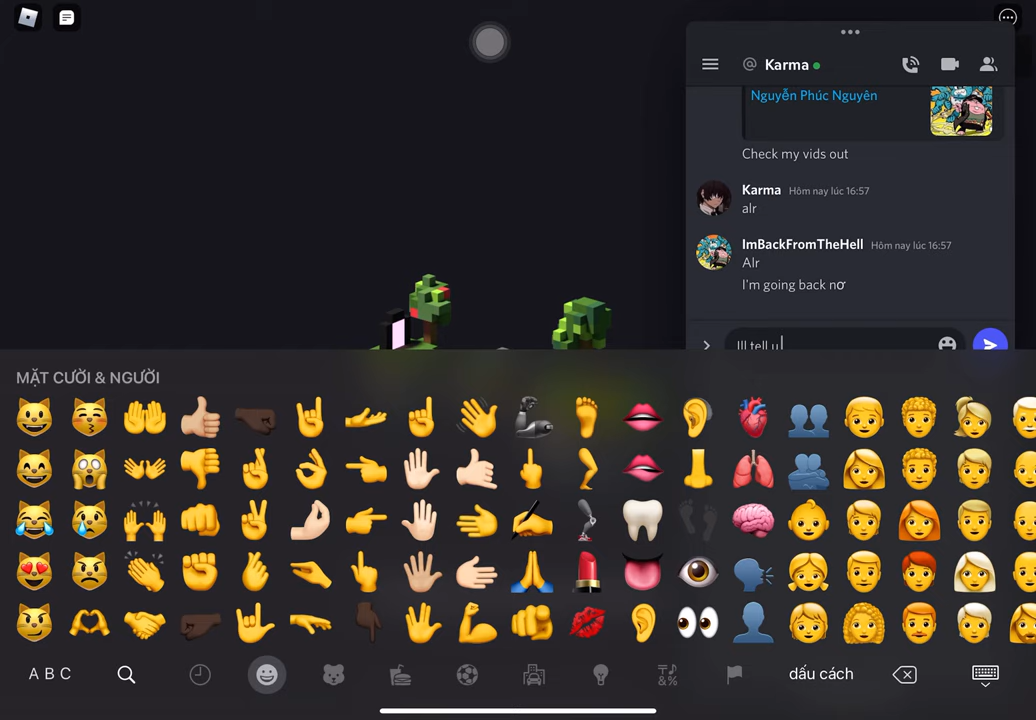 @ Karma
Nguyễn Phúc Nguyên
Check my vids out
Karma Hôm nay lúc 16:57
alr
ImBackFromTheHell Hôm nay lúc 16:57
Alr
I'm going back nơ
Ill tell u
MẶT CƯỜI & NGƯỜI
ABC
dấu cách